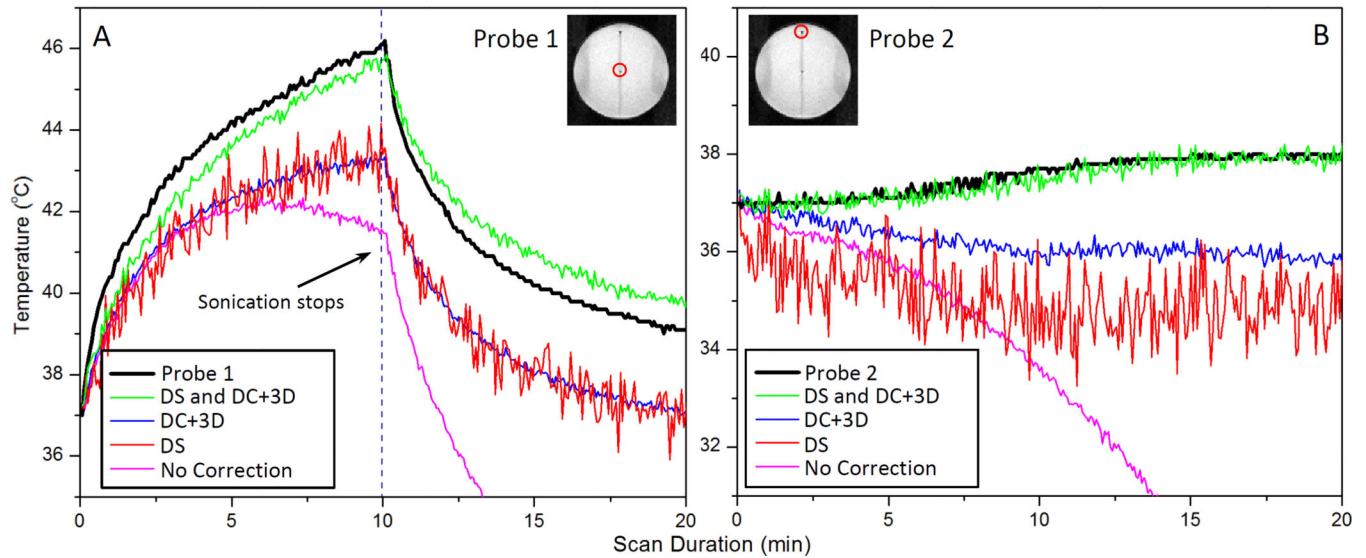 A
Probe 1
Probe 2
B
46
44
42
40
38
36
Temperature (°C)
Sonication stops
Probe 1
DS and DC+3D
DC+3D
DS
No Correction
0
5
10
15
20
40
38
36
34
32
Probe 2
DS and DC+3D
DC+3D
DS
No Correction
0
5
10
15
20
Scan Duration (min)